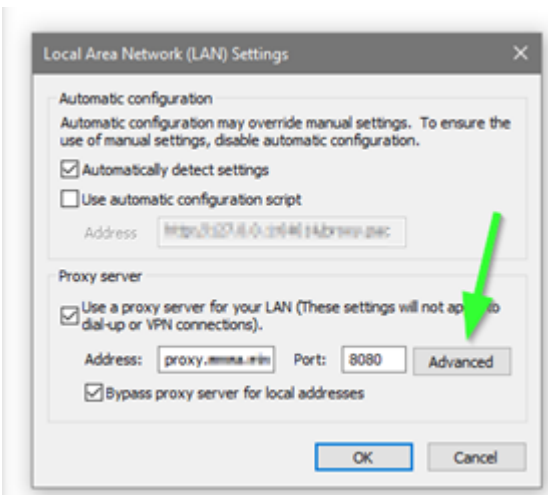 Local Area Network (LAN) Settings
Automatic configuration
Automatic configuration may override manual settings. To ensure the
use of manual settings, disable automatic configuration.
Automatically detect settings
Use automatic configuration script
Address
Proxy server
Use a proxy server for your LAN (These settings will not to
dial-up or VPN connections).
Address: proxy. Port: 8080 Advanced
Bypass proxy server for local addresses
OK Cancel